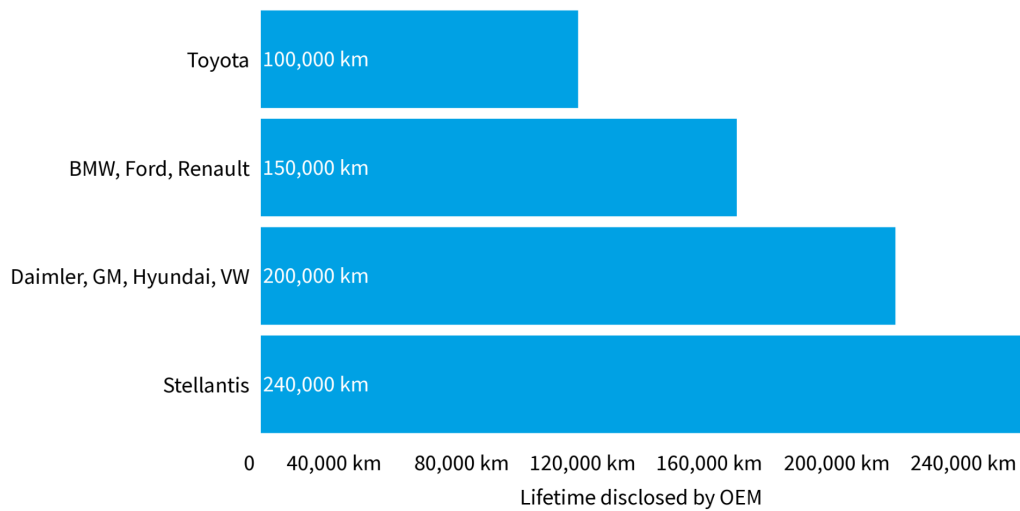 Toyota 100,000 km
BMW, Ford, Renault 150,000 km
Daimler, GM, Hyundai, VW 200,000 km
Stellantis 240,000 km
0 40,000 km 80,000 km 120,000 km 160,000 km 200,000 km 240,000 km
Lifetime disclosed by OEM